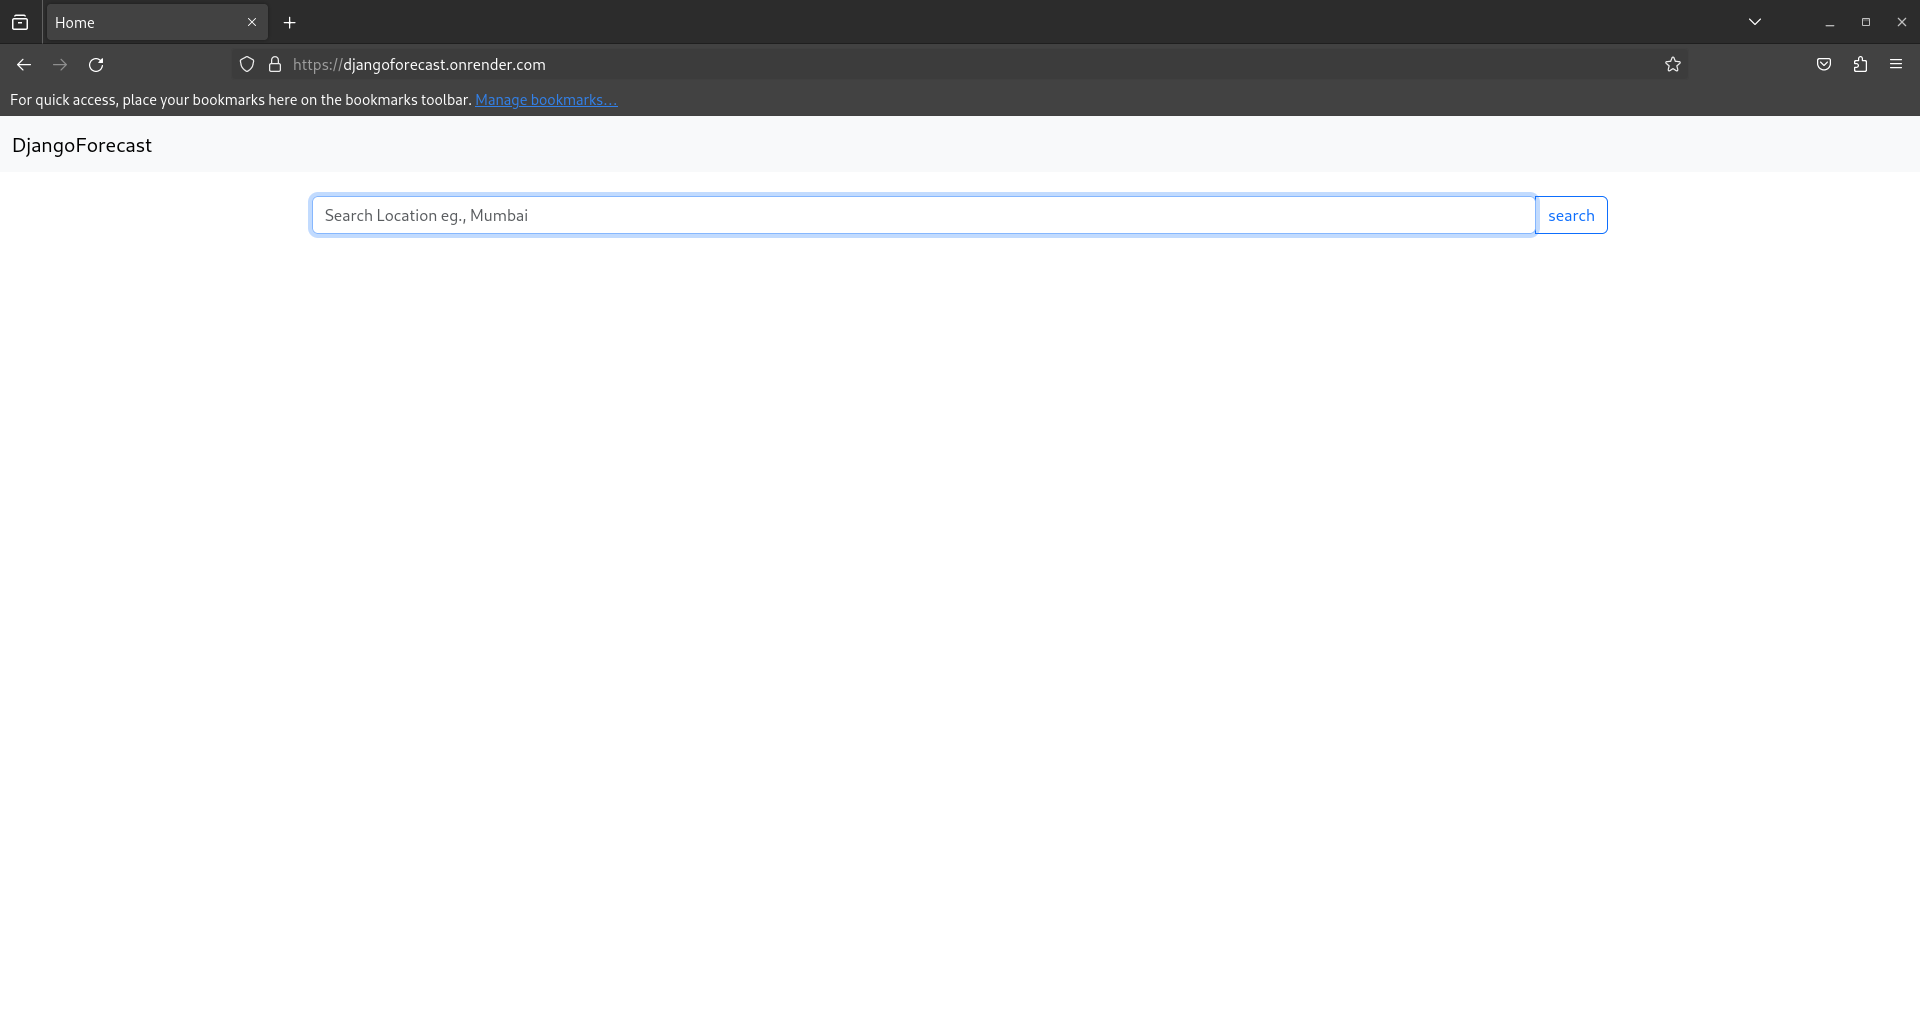 Home
https://djangoforecast.onrender.com
For quick access, place your bookmarks here on the bookmarks toolbar. Manage bookmarks…
DjangoForecast
Search Location eg., Mumbai
search